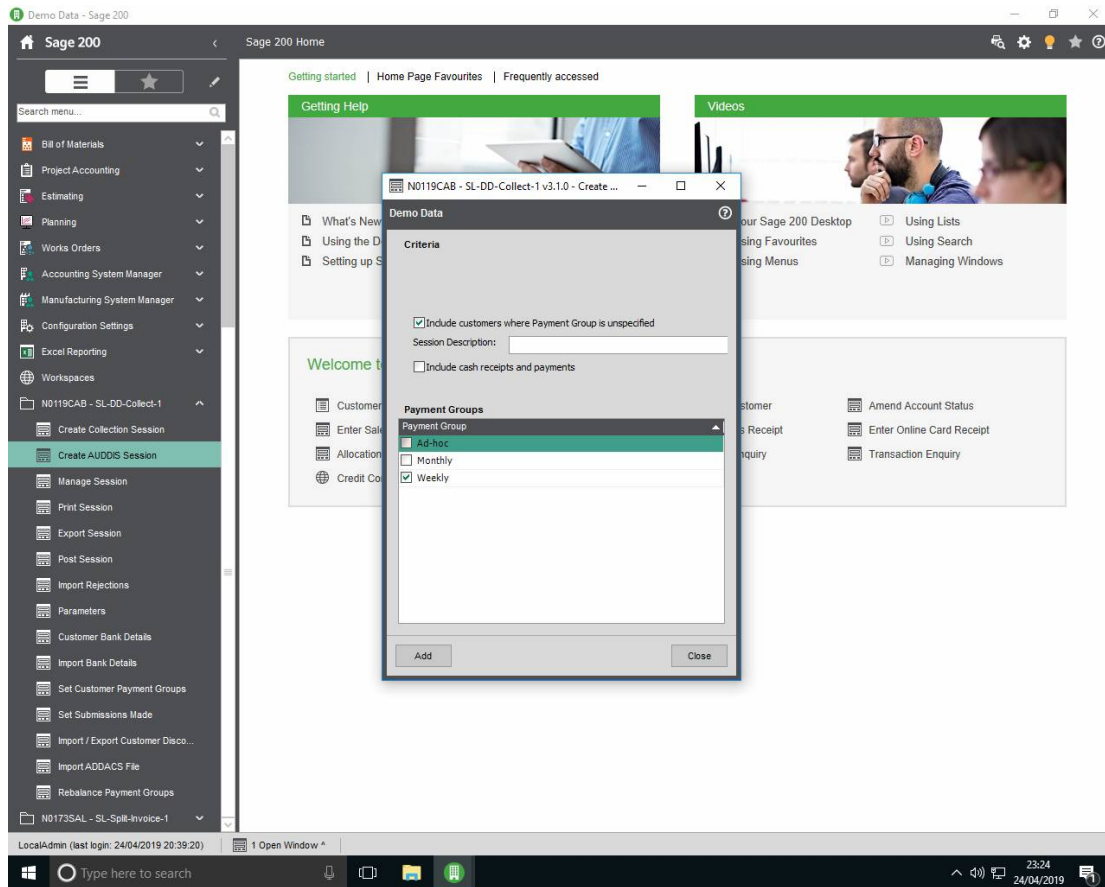 Demo Data - Sage 200
Sage 200
Sage 200 Home
Search menu...
Bill of Materials
Project Accounting
Estimating
Planning
Works Orders
Accounting System Manager
Manufacturing System Manager
Configuration Settings
Excel Reporting
Workspaces
N0119CAB - SL-DD-Collect-1
Create Collection Session
Create AUDDIS Session
Manage Session
Print Session
Export Session
Post Session
Import Rejections
Parameters
Customer Bank Details
Import Bank Details
Set Customer Payment Groups
Set Submissions Made
Import / Export Customer Disco...
Import ADDACS File
Rebalance Payment Groups
N0173SAL - SL-Split-Invoice-1
Getting started | Home Page Favourites | Frequently accessed
Getting Help
What's New
Using the D
Setting up S
Videos
our Sage 200 Desktop
sing Favourites
sing Menus
Using Lists
Using Search
Managing Windows
Welcome t
Customer
Enter Sale
Allocation
Credit Co
stomer
s Receipt
nquiry
Amend Account Status
Enter Online Card Receipt
Transaction Enquiry
N0119CAB - SL-DD-Collect-1 v3.1.0 - Create ...
Demo Data
Criteria
Include customers where Payment Group is unspecified
Session Description:
Include cash receipts and payments
Payment Groups
Payment Group
Ad-hoc
Monthly
Weekly
Add
Close
LocalAdmin (last login: 24/04/2019 20:39:20)
1 Open Window ^
Type here to search
23:24
24/04/2019
1